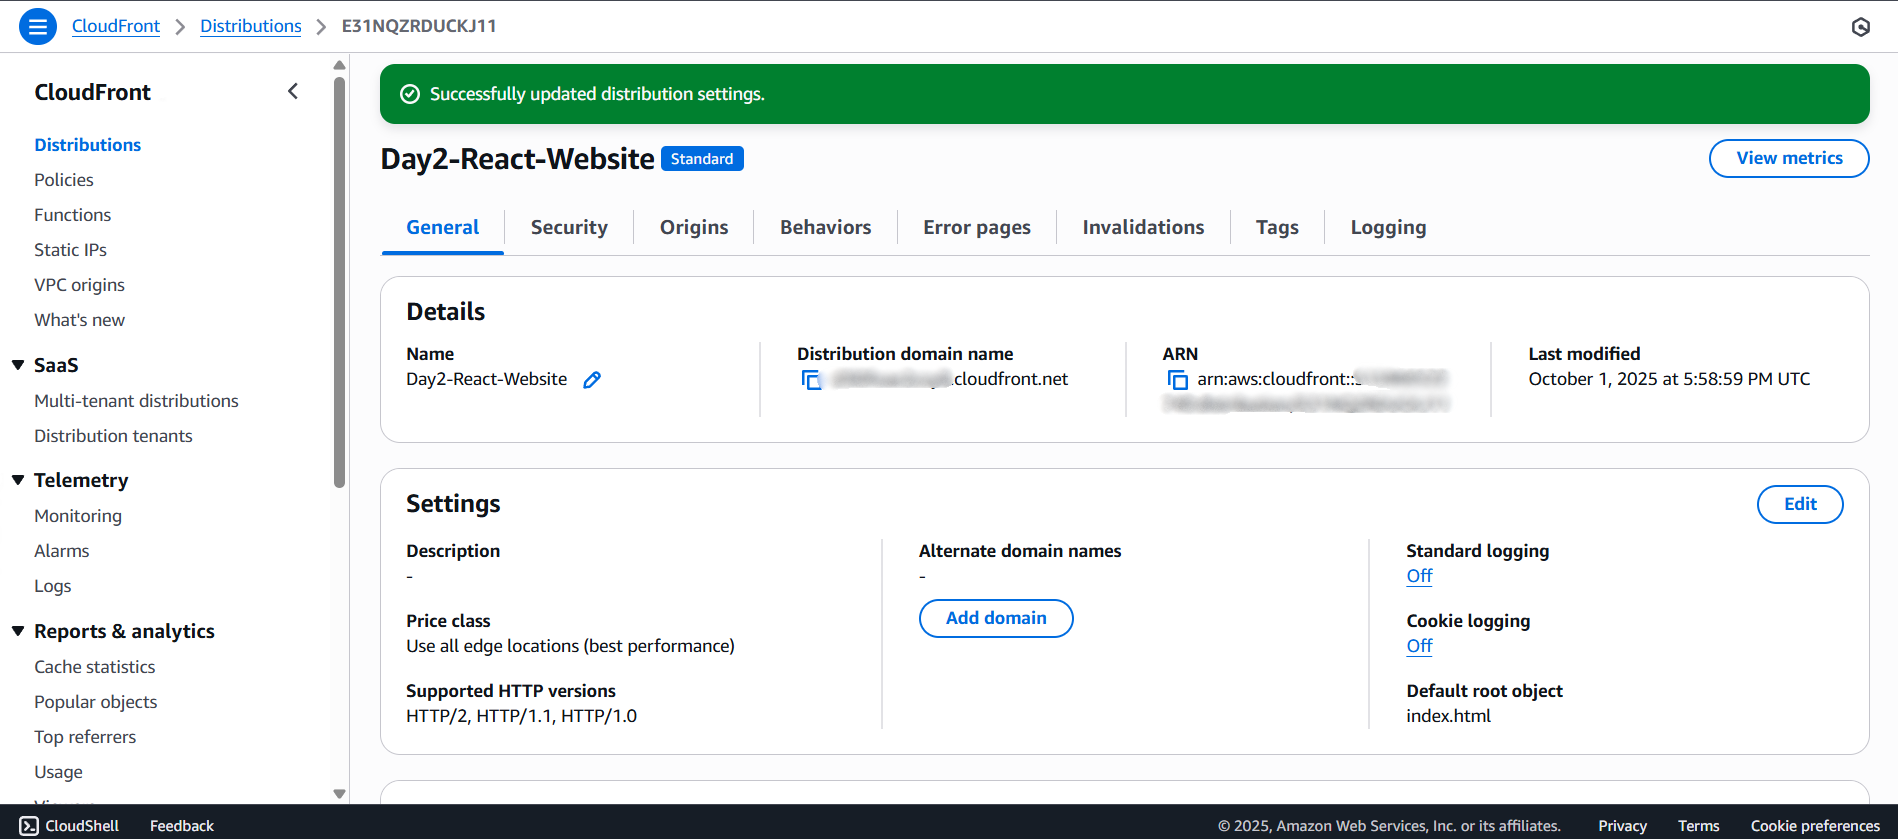 CloudFront > Distributions > E31NQZRDUCKJ11
CloudFront
Distributions
Policies
Functions
Static IPs
VPC origins
What's new
SaaS
Multi-tenant distributions
Distribution tenants
Telemetry
Monitoring
Alarms
Logs
Reports & analytics
Cache statistics
Popular objects
Top referrers
Usage
Successfully updated distribution settings.
Day2-React-Website Standard
View metrics
General Security Origins Behaviors Error pages Invalidations Tags Logging
Details
Name
Day2-React-Website
Distribution domain name
.cloudfront.net
ARN
arn:aws:cloudfront::
Last modified
October 1, 2025 at 5:58:59 PM UTC
Settings
Edit
Description
-
Price class
Use all edge locations (best performance)
Supported HTTP versions
HTTP/2, HTTP/1.1, HTTP/1.0
Alternate domain names
-
Add domain
Standard logging
Off
Cookie logging
Off
Default root object
index.html
CloudShell Feedback © 2025, Amazon Web Services, Inc. or its affiliates. Privacy Terms Cookie preferences